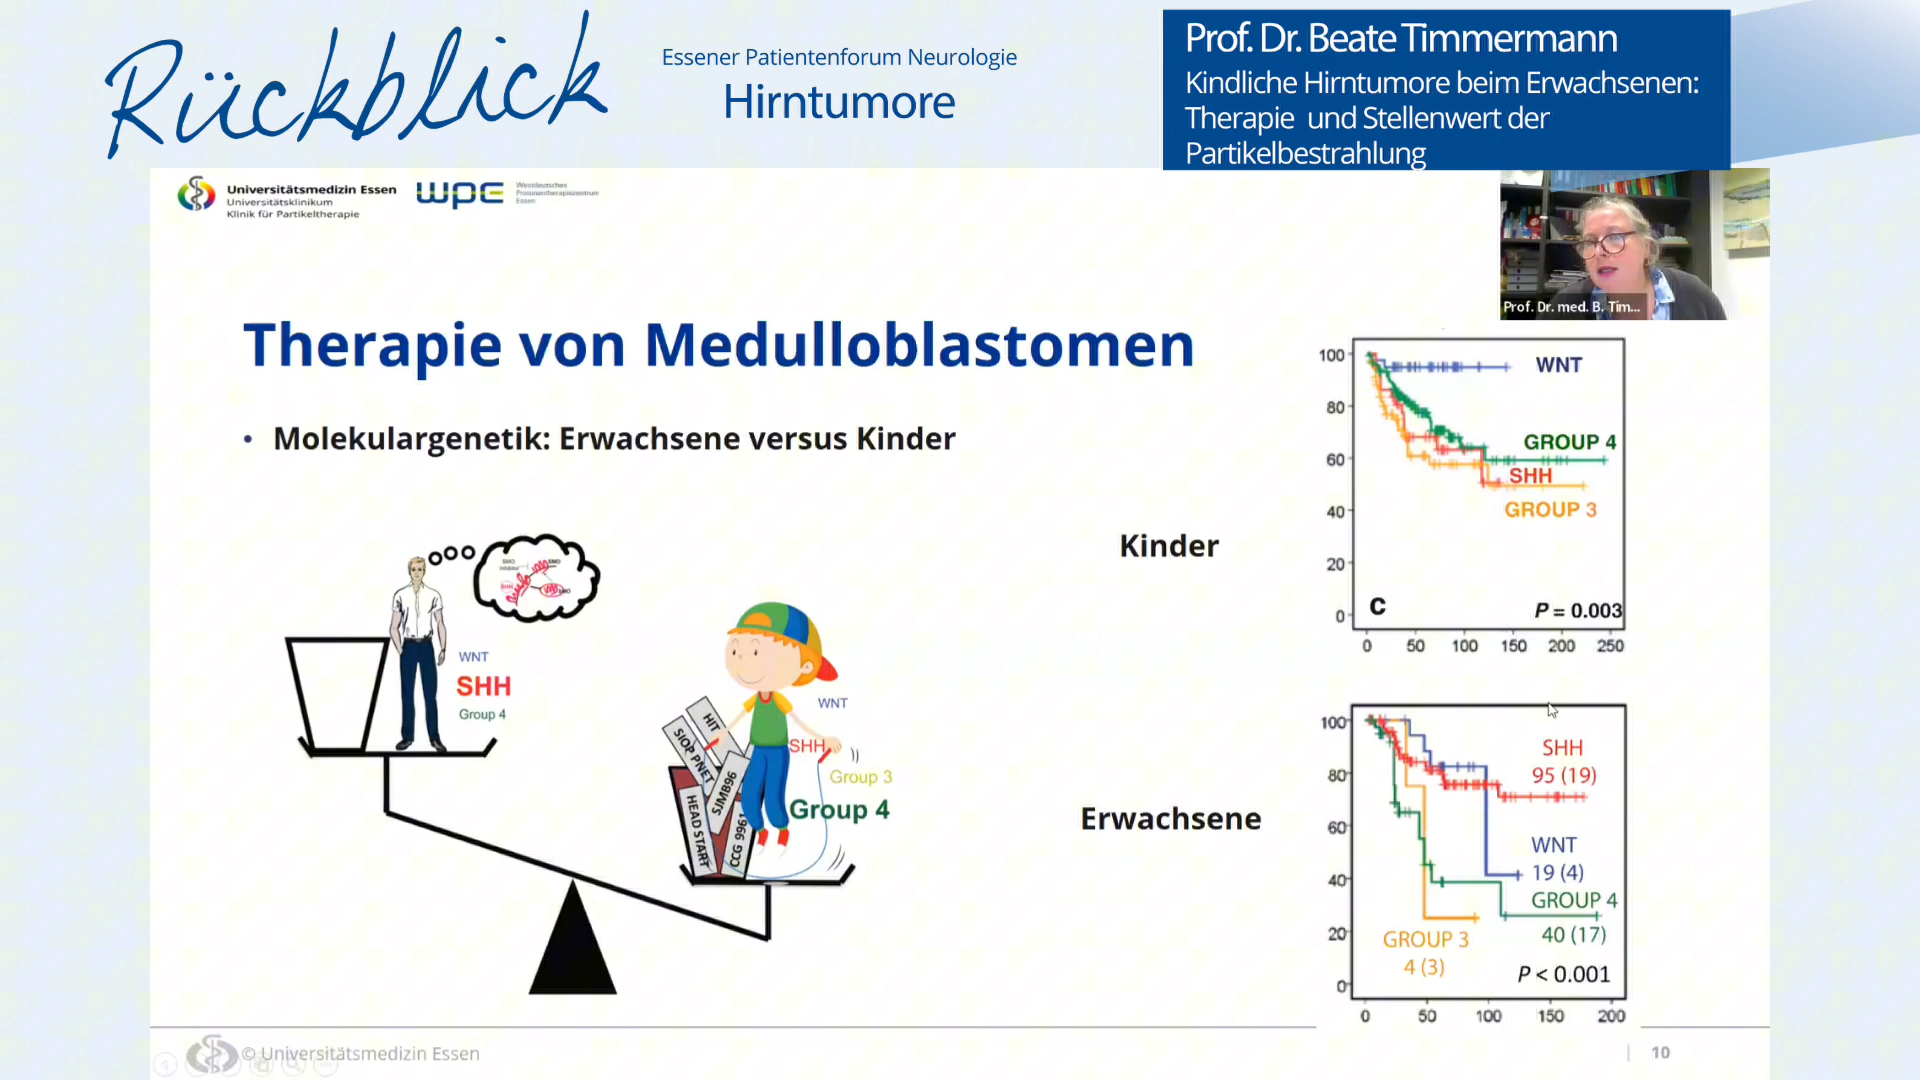 Rückblick
Essener Patientenforum Neurologie
Hirntumore
Prof. Dr. Beate Timmermann
Kindliche Hirntumore beim Erwachsenen:
Therapie und Stellenwert der
Partikelbestrahlung
Universitätsmedizin Essen
Universitätsklinikum
Klinik für Partikeltherapie
wpe
Westdeutsches
Protonentherapiezentrum
Essen
Prof. Dr. med. B. Tim...
Therapie von Medulloblastomen
• Molekulargenetik: Erwachsene versus Kinder
WNT
SHH
Group 4
HIT
SIOP PNET
SJMB96
HEAD START
CCG 9961
WNT
SHH
Group 3
Group 4
Kinder
100
80
60
40
20
0
WNT
GROUP 4
SHH
GROUP 3
C
P = 0.003
0 50 100 150 200 250
Erwachsene
100
80
60
40
20
0
SHH
95 (19)
WNT
19 (4)
GROUP 4
40 (17)
GROUP 3
4 (3)
P < 0.001
0 50 100 150 200
© Universitätsmedizin Essen
| 10